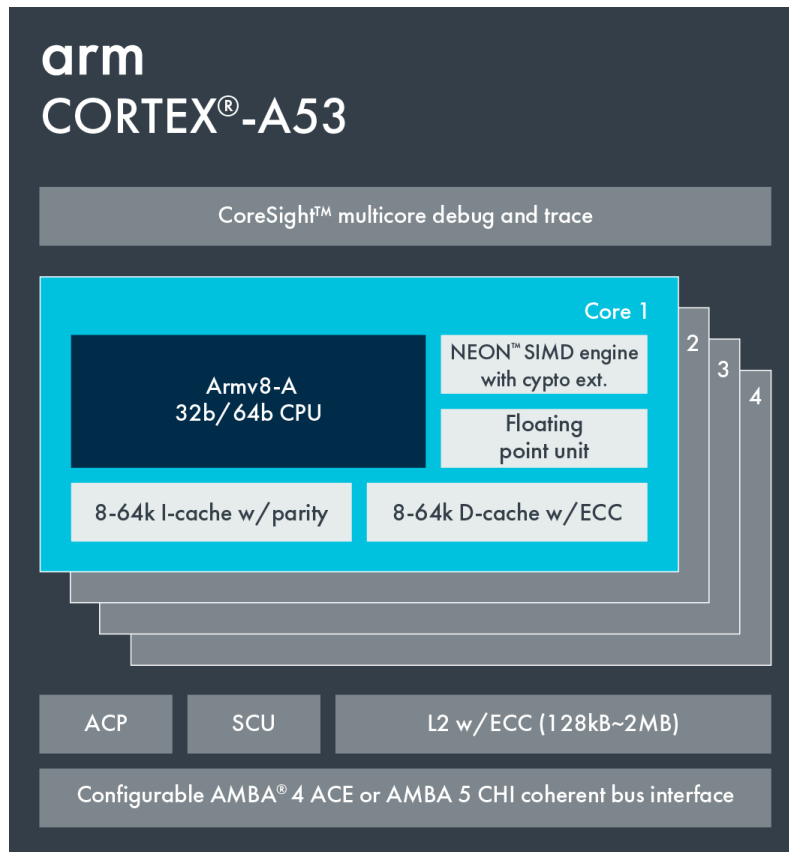 arm
CORTEX®-A53
CoreSight™ multicore debug and trace
Core 1
2
3
4
Armv8-A
32b/64b CPU
NEON™ SIMD engine
with cypto ext.
Floating
point unit
8-64k I-cache w/parity
8-64k D-cache w/ECC
ACP
SCU
L2 w/ECC (128kB~2MB)
Configurable AMBA® 4 ACE or AMBA 5 CHI coherent bus interface